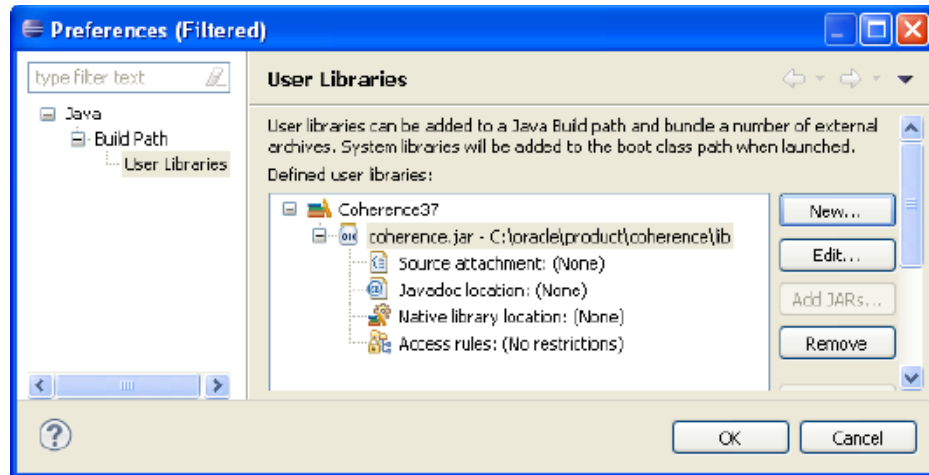 Preferences (Filtered)
type filter text
Java
Build Path
User Libraries
User Libraries
User libraries can be added to a Java Build path and bundle a number of external
archives. System libraries will be added to the boot class path when launched.
Defined user libraries:
Coherence37
coherence.jar - C:\oracle\product\coherence\lib
Source attachment: (None)
Javadoc location: (None)
Native library location: (None)
Access rules: (No restrictions)
New...
Edit...
Add JARs...
Remove
?
OK
Cancel